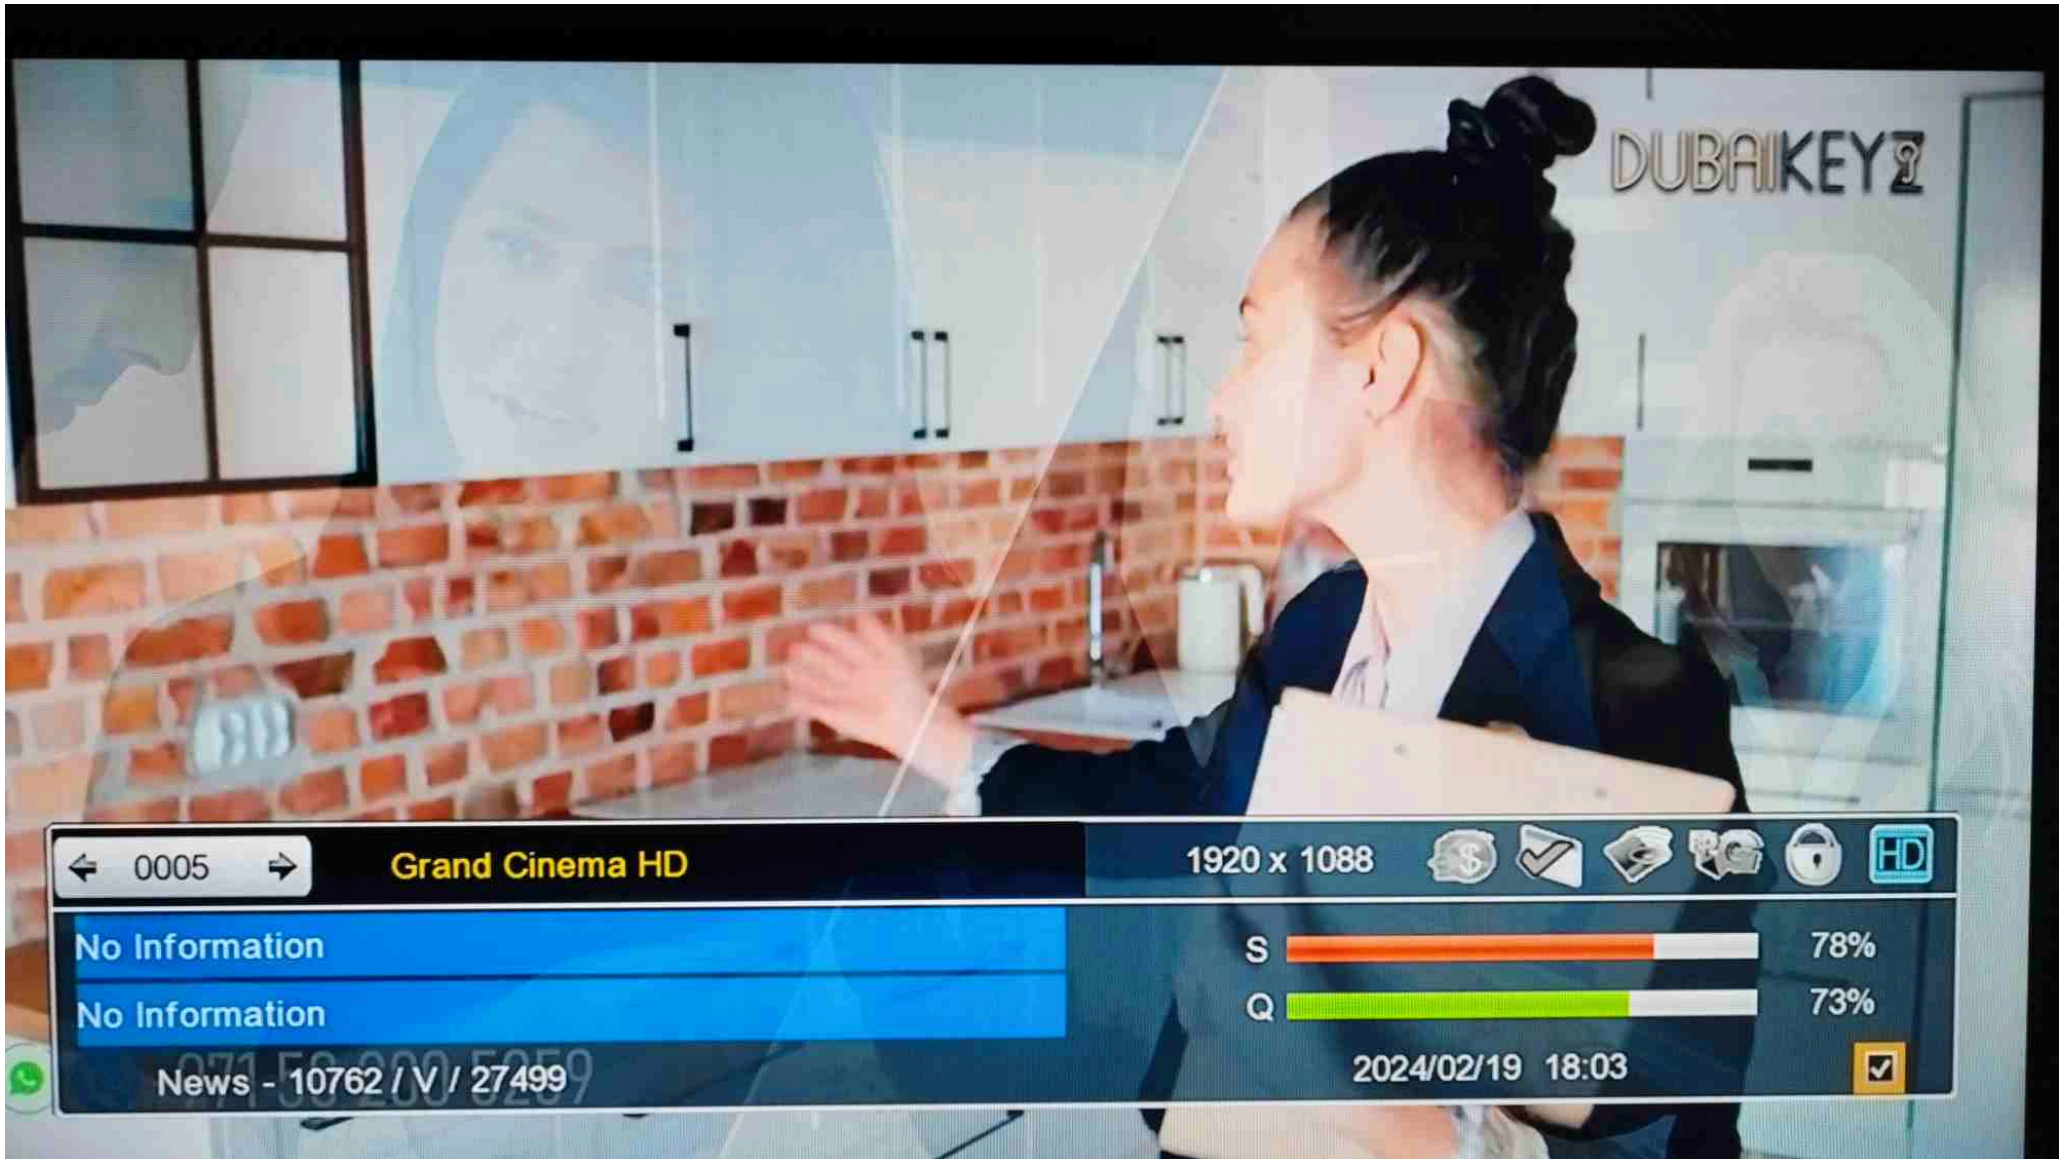 DUBAIKEYZ
0005
Grand Cinema HD
1920 x 1088
$
HD
No Information
S
78%
No Information
Q
73%
News - 10762 / V / 27499
2024/02/19 18:03